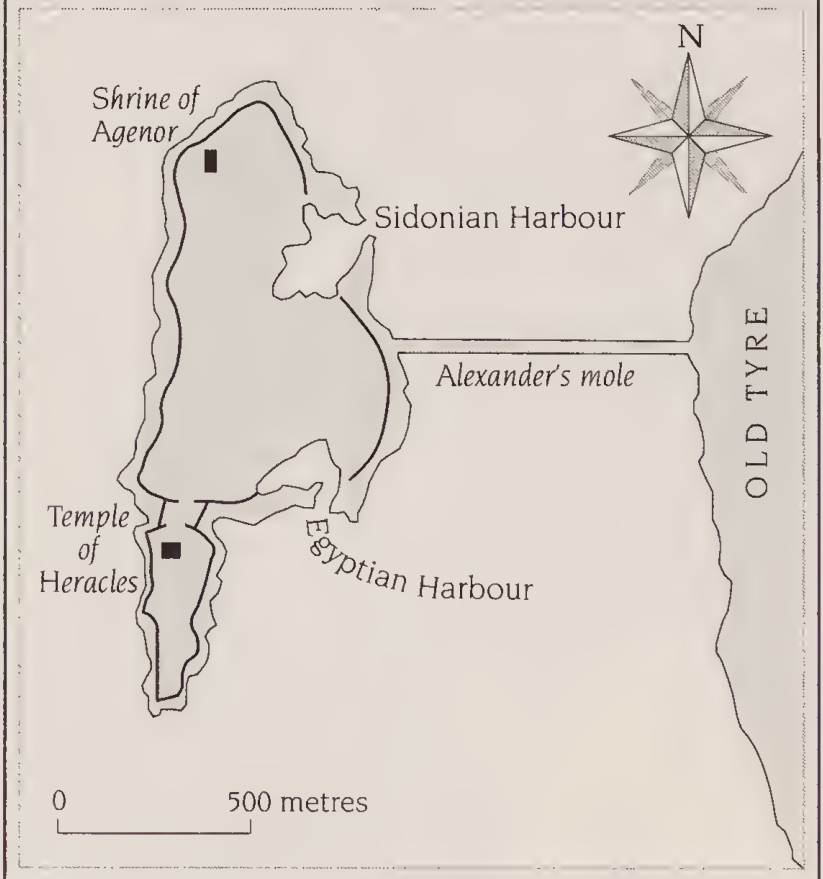 N
Shrine of
Agenor
Sidonian Harbour
Alexander's mole
OLD TYRE
Temple
of
Heracles
Egyptian Harbour
0 500 metres